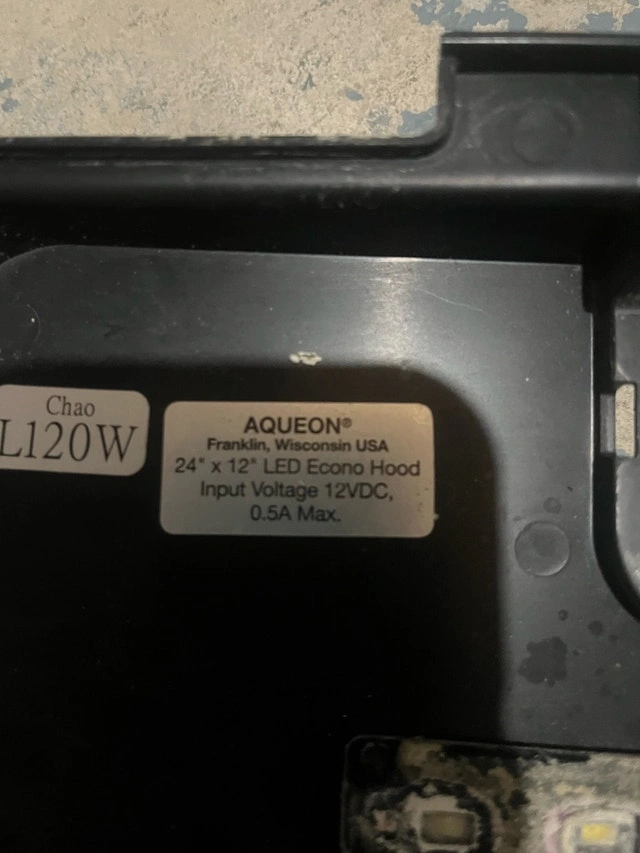 Chao
L120W
AQUEON®
Franklin, Wisconsin USA
24" x 12" LED Econo Hood
Input Voltage 12VDC,
0.5A Max.